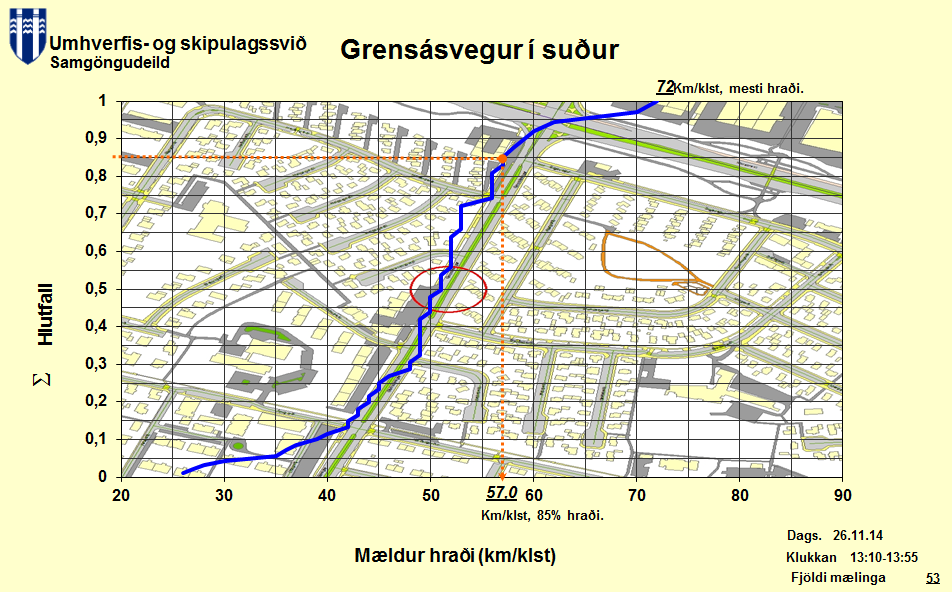 Umhverfis- og skipulagssvið
Samgöngudeild
Grensásvegur í suður
72 Km/klst, mesti hraði.
1
0,9
0,8
0,7
0,6
0,5
0,4
0,3
0,2
0,1
0
Σ Hlutfall
20 30 40 50 57.0 60 70 80 90
Km/klst, 85% hraði.
Mældur hraði (km/klst)
Dags. 26.11.14
Klukkan 13:10-13:55
Fjöldi mælinga 53